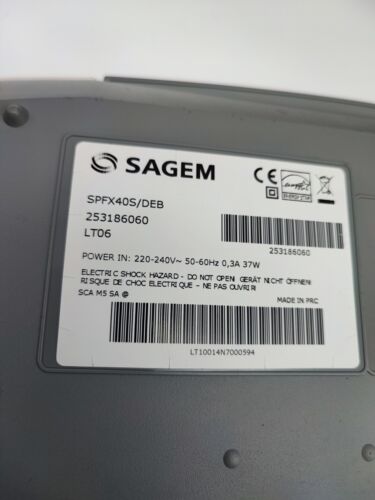 SAGEM
CE
ENERGY STAR
SPFX40S/DEB
253186060
LT06
253186060
POWER IN: 220-240V~ 50-60Hz 0,3A 37W
ELECTRIC SHOCK HAZARD - DO NOT OPEN! GERÄT NICHT ÖFFNEN!
RISQUE DE CHOC ELECTRIQUE - NE PAS OUVRIR!
SCA M5 SA @
MADE IN PRC
LT10014N7000594